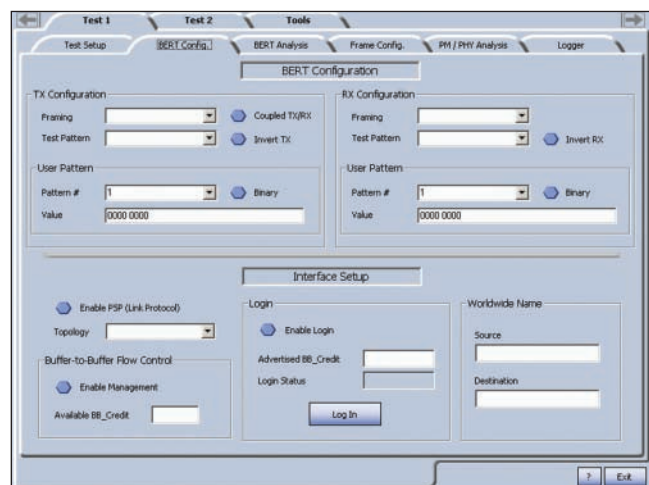 Test 1 Test 2 Tools
Test Setup BERT Config. BERT Analysis Frame Config. PM / PHY Analysis Logger
BERT Configuration
TX Configuration
Framing Coupled TX/RX
Test Pattern Invert TX
User Pattern
Pattern # 1 Binary
Value 0000 0000
RX Configuration
Framing
Test Pattern Invert RX
User Pattern
Pattern # 1 Binary
Value 0000 0000
Interface Setup
Enable PSP (Link Protocol)
Topology
Buffer-to-Buffer Flow Control
Enable Management
Available BB_Credit
Login
Enable Login
Advertised BB_Credit
Login Status
Log In
Worldwide Name
Source
Destination
? Exit